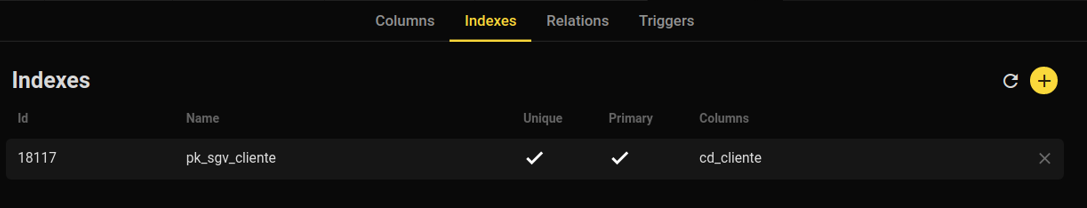 Columns Indexes Relations Triggers
Indexes
Id Name Unique Primary Columns
18117 pk_sgv_cliente cd_cliente